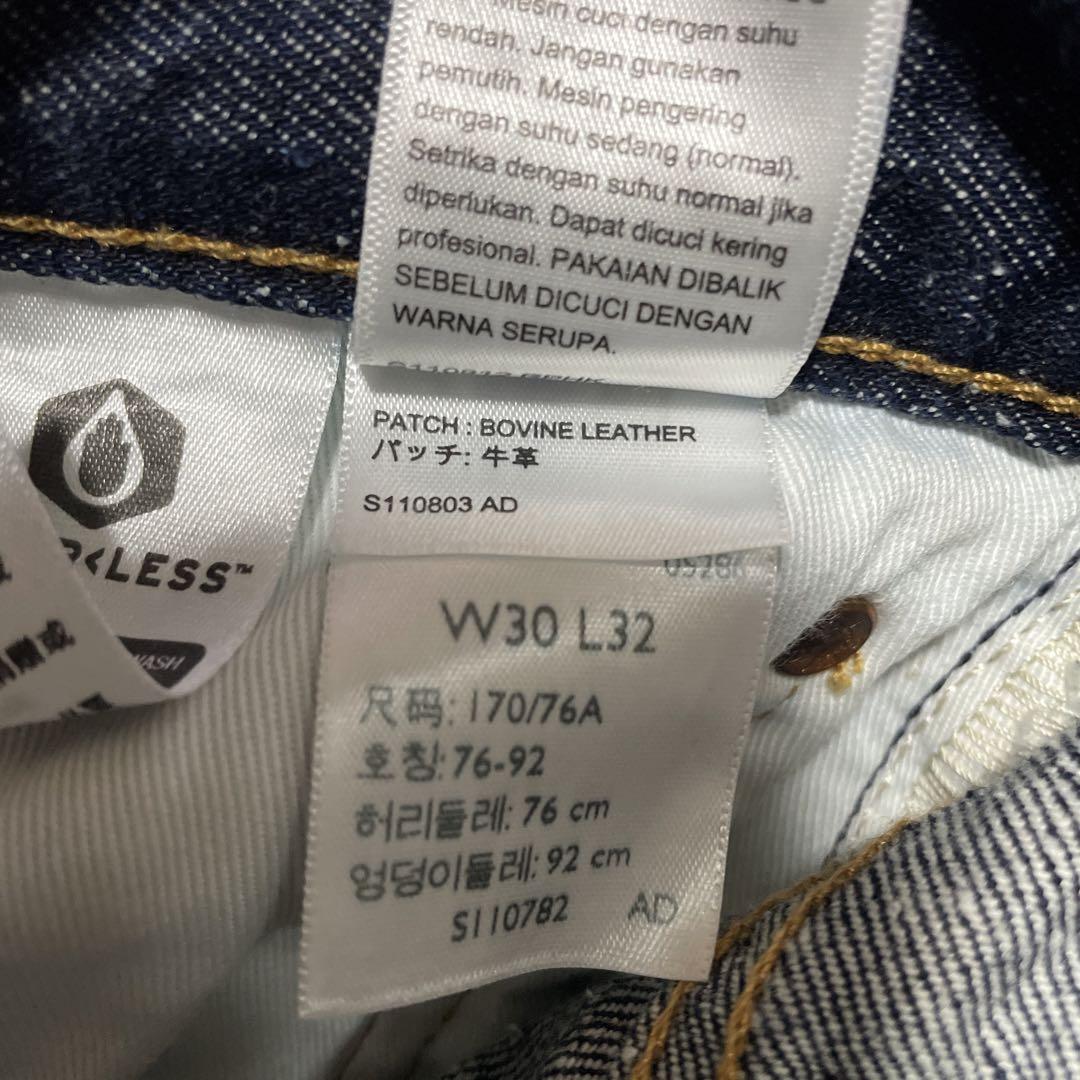 Mesin cuci dengan suhu
rendah. Jangan gunakan
pemutih. Mesin pengering
dengan suhu sedang (normal).
Setrika dengan suhu normal jika
diperlukan. Dapat dicuci kering
profesional. PAKAIAN DIBALIK
SEBELUM DICUCI DENGAN
WARNA SERUPA.
PATCH : BOVINE LEATHER
パッチ: 牛革
S110803 AD
LESS™
WASH
W30 L32
尺码: 170/76A
호칭: 76-92
허리둘레: 76 cm
엉덩이둘레: 92 cm
S110782 AD